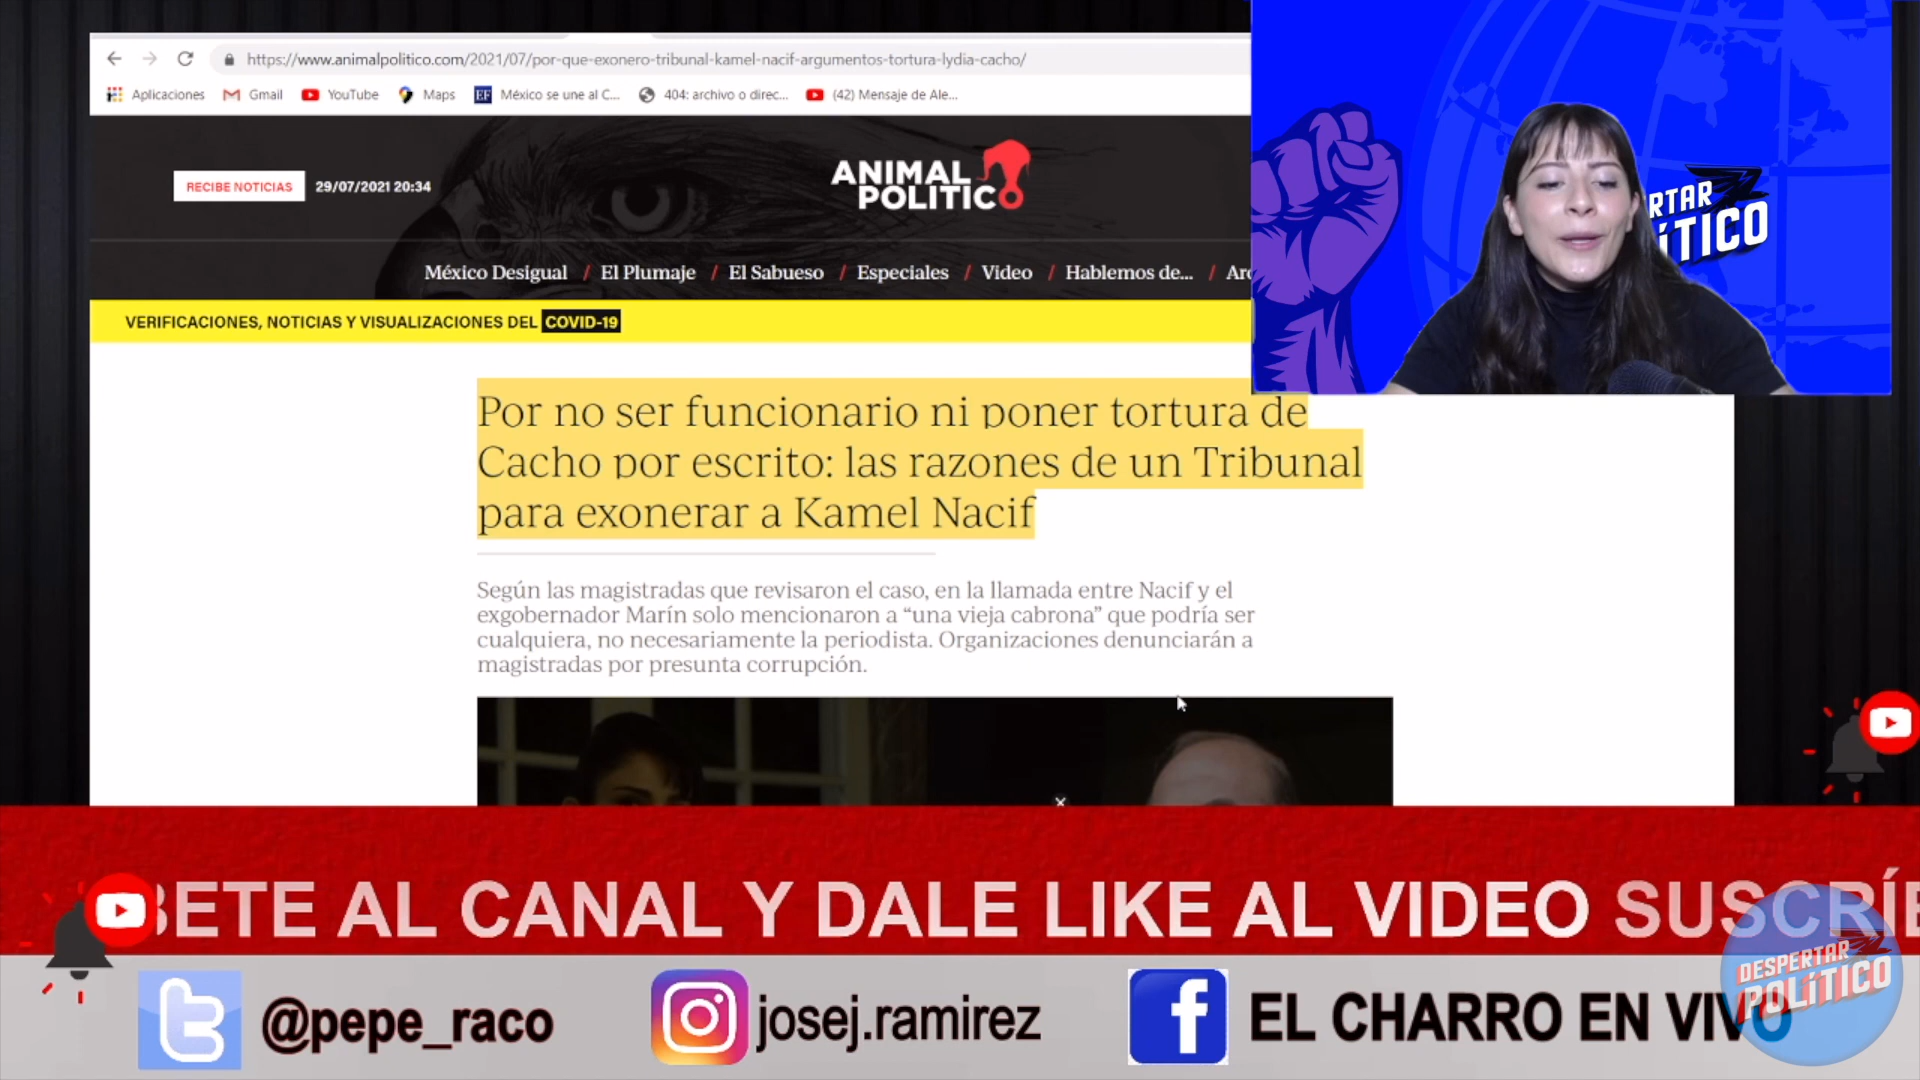 https://www.animalpolitico.com/2021/07/por-que-exonero-tribunal-kamel-nacif-argumentos-tortura-lydia-cacho/
Aplicaciones Gmail YouTube Maps EF México se une al C... 404: archivo o direc... (42) Mensaje de Ale...
RECIBE NOTICIAS 29/07/2021 20:34
ANIMAL
POLITICO
RTAR
ÍTICO
México Desigual / El Plumaje / El Sabueso / Especiales / Video / Hablemos de... / Arc
VERIFICACIONES, NOTICIAS Y VISUALIZACIONES DEL COVID-19
Por no ser funcionario ni poner tortura de
Cacho por escrito: las razones de un Tribunal
para exonerar a Kamel Nacif
Según las magistradas que revisaron el caso, en la llamada entre Nacif y el
exgobernador Marín solo mencionaron a “una vieja cabrona” que podría ser
cualquiera, no necesariamente la periodista. Organizaciones denunciarán a
magistradas por presunta corrupción.
BETE AL CANAL Y DALE LIKE AL VIDEO SUSCRÍB
DESPERTAR
POLÍTICO
@pepe_raco josej.ramirez EL CHARRO EN VIVO